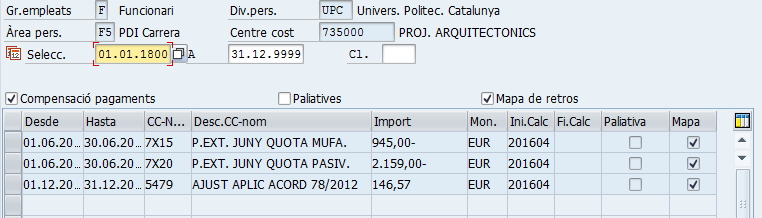 Gr.empleats F Funcionari Div.pers. UPC Univers. Politec. Catalunya
Àrea pers. F5 PDI Carrera Centre cost 735000 PROJ. ARQUITECTONICS
Selecc. 01.01.1800 A 31.12.9999 Cl.
Compensació pagaments Paliatives Mapa de retros
Desde Hasta CC-N... Desc.CC-nom Import Mon. Ini.Calc Fi.Calc Paliativa Mapa
01.06.20... 30.06.20... 7X15 P.EXT. JUNY QUOTA MUFA. 945,00- EUR 201604
01.06.20... 30.06.20... 7X20 P.EXT. JUNY QUOTA PASIV. 2.159,00- EUR 201604
01.12.20... 31.12.20... 5479 AJUST APLIC ACORD 78/2012 146,57 EUR 201604